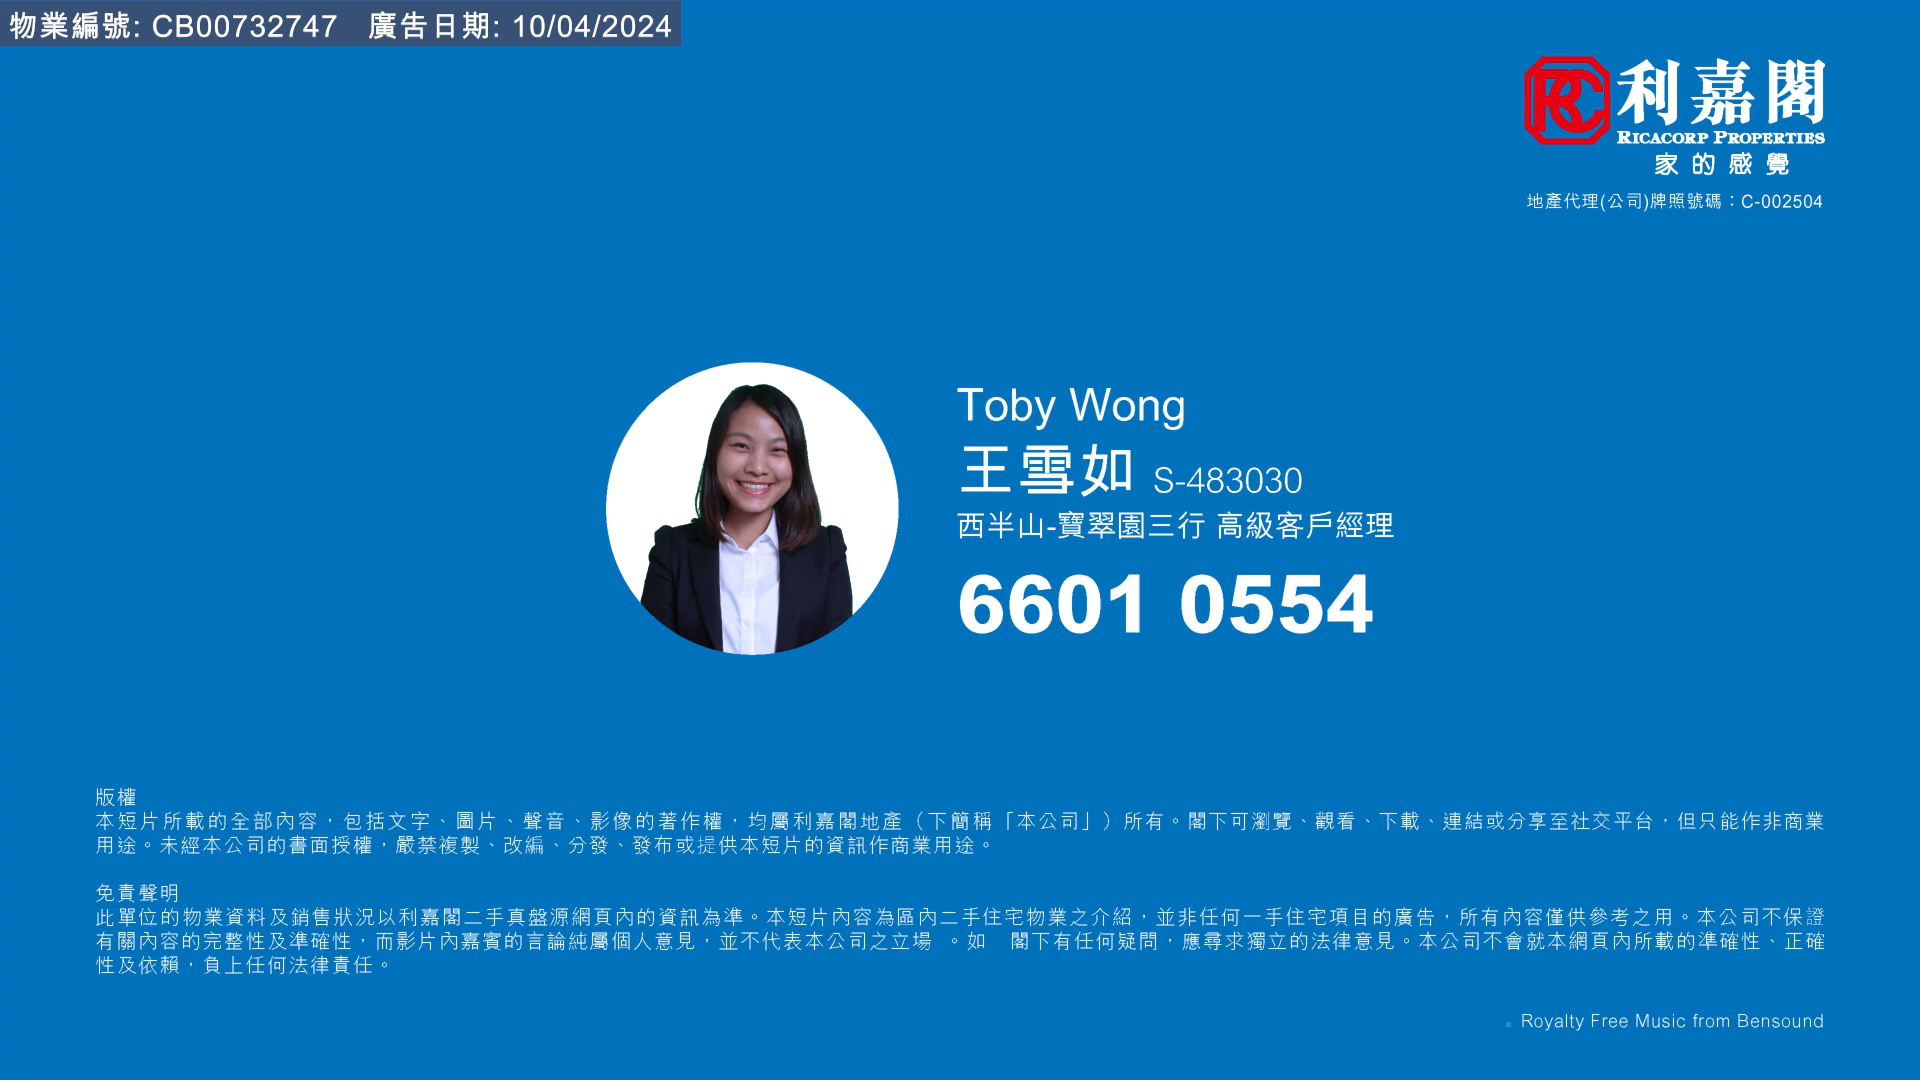 物業編號: CB00732747 廣告日期: 10/04/2024
RC 利嘉閣
RICACORP PROPERTIES
家的感覺
地產代理(公司)牌照號碼：C-002504
Toby Wong
王雪如 S-483030
西半山-寶翠園三行 高級客戶經理
6601 0554
版權
本短片所載的全部內容，包括文字、圖片、聲音、影像的著作權，均屬利嘉閣地產（下簡稱「本公司」）所有。閣下可瀏覽、觀看、下載、連結或分享至社交平台，但只能作非商業
用途。未經本公司的書面授權，嚴禁複製、改編、分發、發布或提供本短片的資訊作商業用途。
免責聲明
此單位的物業資料及銷售狀況以利嘉閣二手真盤源網頁內的資訊為準。本短片內容為區內二手住宅物業之介紹，並非任何一手住宅項目的廣告，所有內容僅供參考之用。本公司不保證
有關內容的完整性及準確性，而影片內嘉賓的言論純屬個人意見，並不代表本公司之立場 。如 閣下有任何疑問，應尋求獨立的法律意見。本公司不會就本網頁內所載的準確性、正確
性及依賴，負上任何法律責任。
Royalty Free Music from Bensound